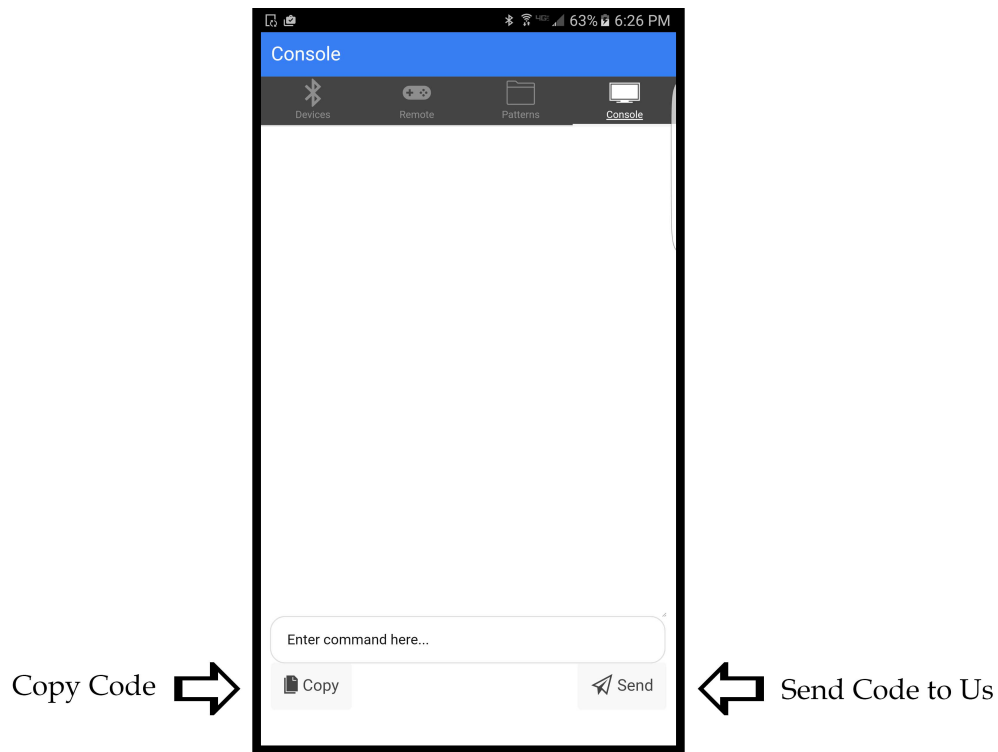 63% 6:26 PM
Console
Devices Remote Patterns Console
Enter command here...
Copy Code Copy Send Send Code to Us